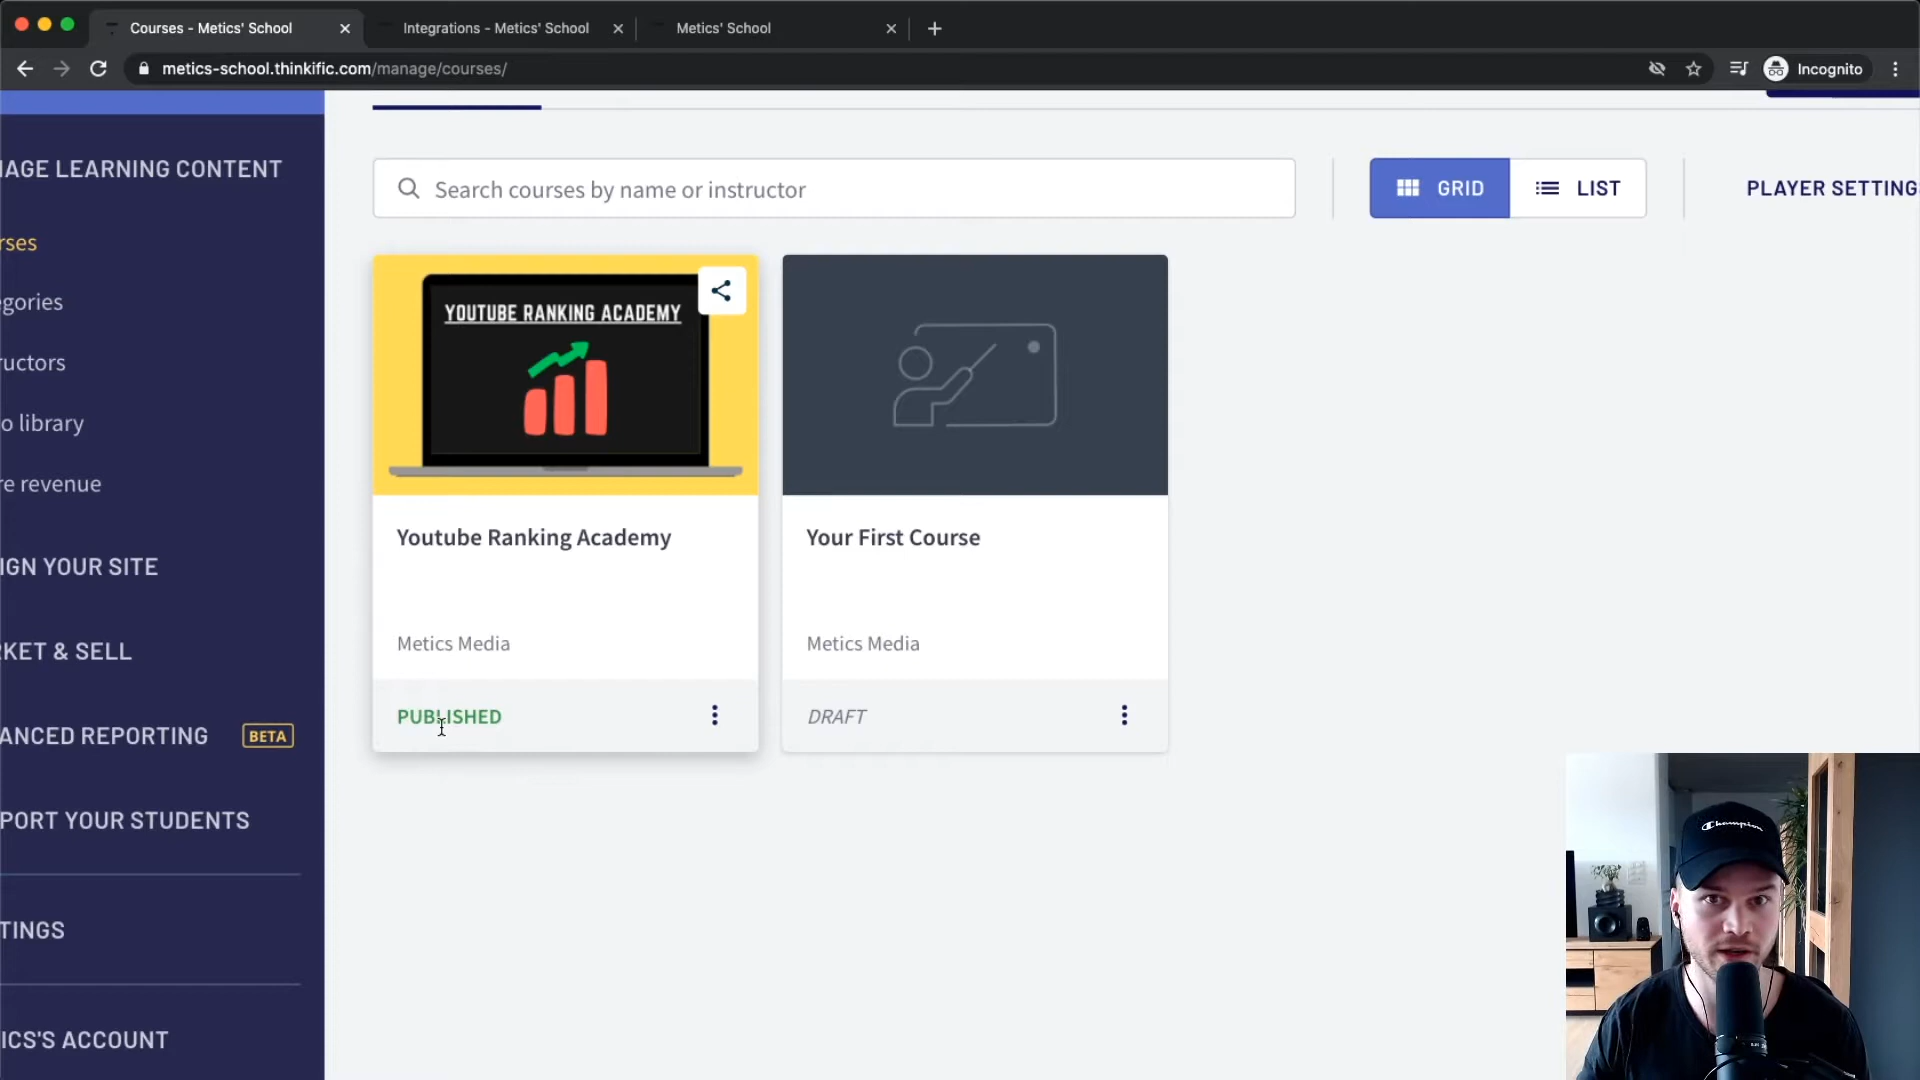 Courses - Metics' School
Integrations - Metics' School
Metics' School
metics-school.thinkific.com/manage/courses/
Incognito
AGE LEARNING CONTENT
rses
gories
ructors
o library
re revenue
IGN YOUR SITE
KET & SELL
ANCED REPORTING BETA
PORT YOUR STUDENTS
TINGS
ICS'S ACCOUNT
Search courses by name or instructor
GRID
LIST
PLAYER SETTING
YOUTUBE RANKING ACADEMY
Youtube Ranking Academy
Metics Media
PUBLISHED
Your First Course
Metics Media
DRAFT
Champion